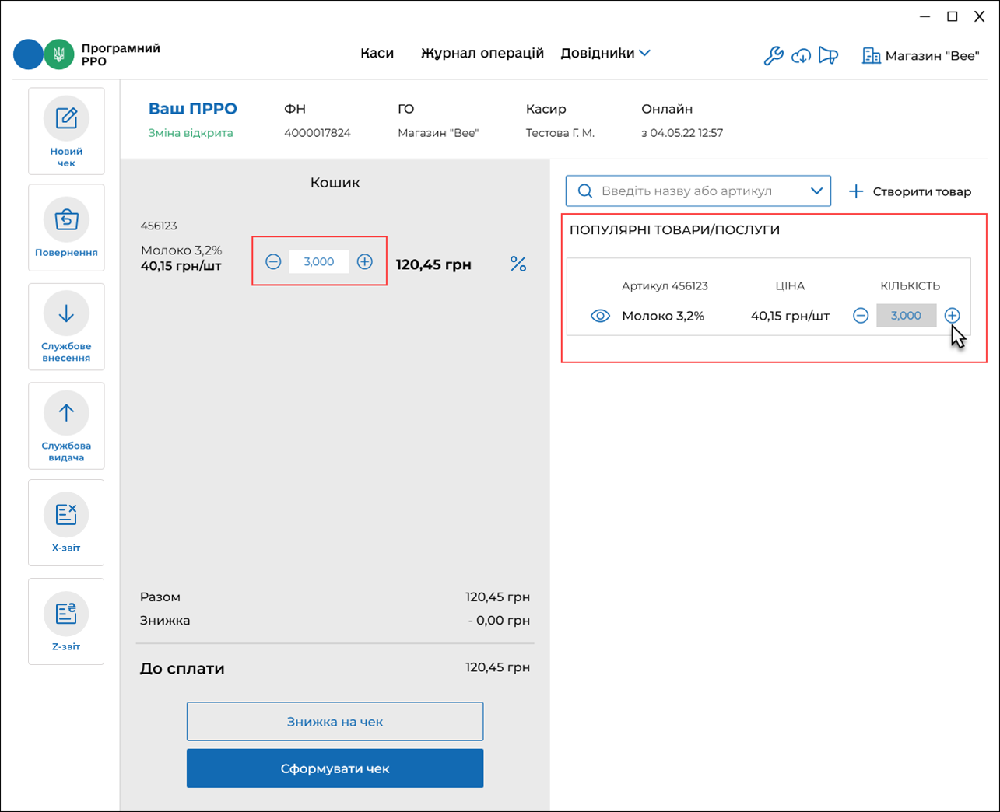 Програмний
РРО
Каси
Журнал операцій
Довідники
Магазин "Bee"
Новий
чек
Повернення
Службове
внесення
Службова
видача
X-звіт
Z-звіт
Ваш ПРРО
Зміна відкрита
ФН
4000017824
ГО
Магазин "Bee"
Касир
Тестова Г. М.
Онлайн
з 04.05.22 12:57
Кошик
456123
Молоко 3,2%
40,15 грн/шт
3,000
120,45 грн
Разом
120,45 грн
Знижка
- 0,00 грн
До сплати
120,45 грн
Знижка на чек
Сформувати чек
Введіть назву або артикул
Створити товар
ПОПУЛЯРНІ ТОВАРИ/ПОСЛУГИ
Артикул 456123
ЦІНА
КІЛЬКІСТЬ
Молоко 3,2%
40,15 грн/шт
3,000